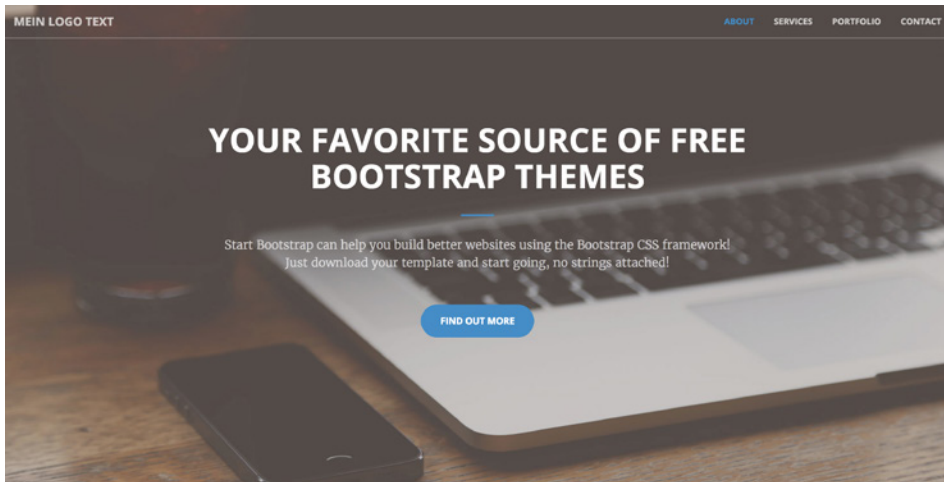 MEIN LOGO TEXT
ABOUT SERVICES PORTFOLIO CONTACT
YOUR FAVORITE SOURCE OF FREE
BOOTSTRAP THEMES
Start Bootstrap can help you build better websites using the Bootstrap CSS framework!
Just download your template and start going, no strings attached!
FIND OUT MORE